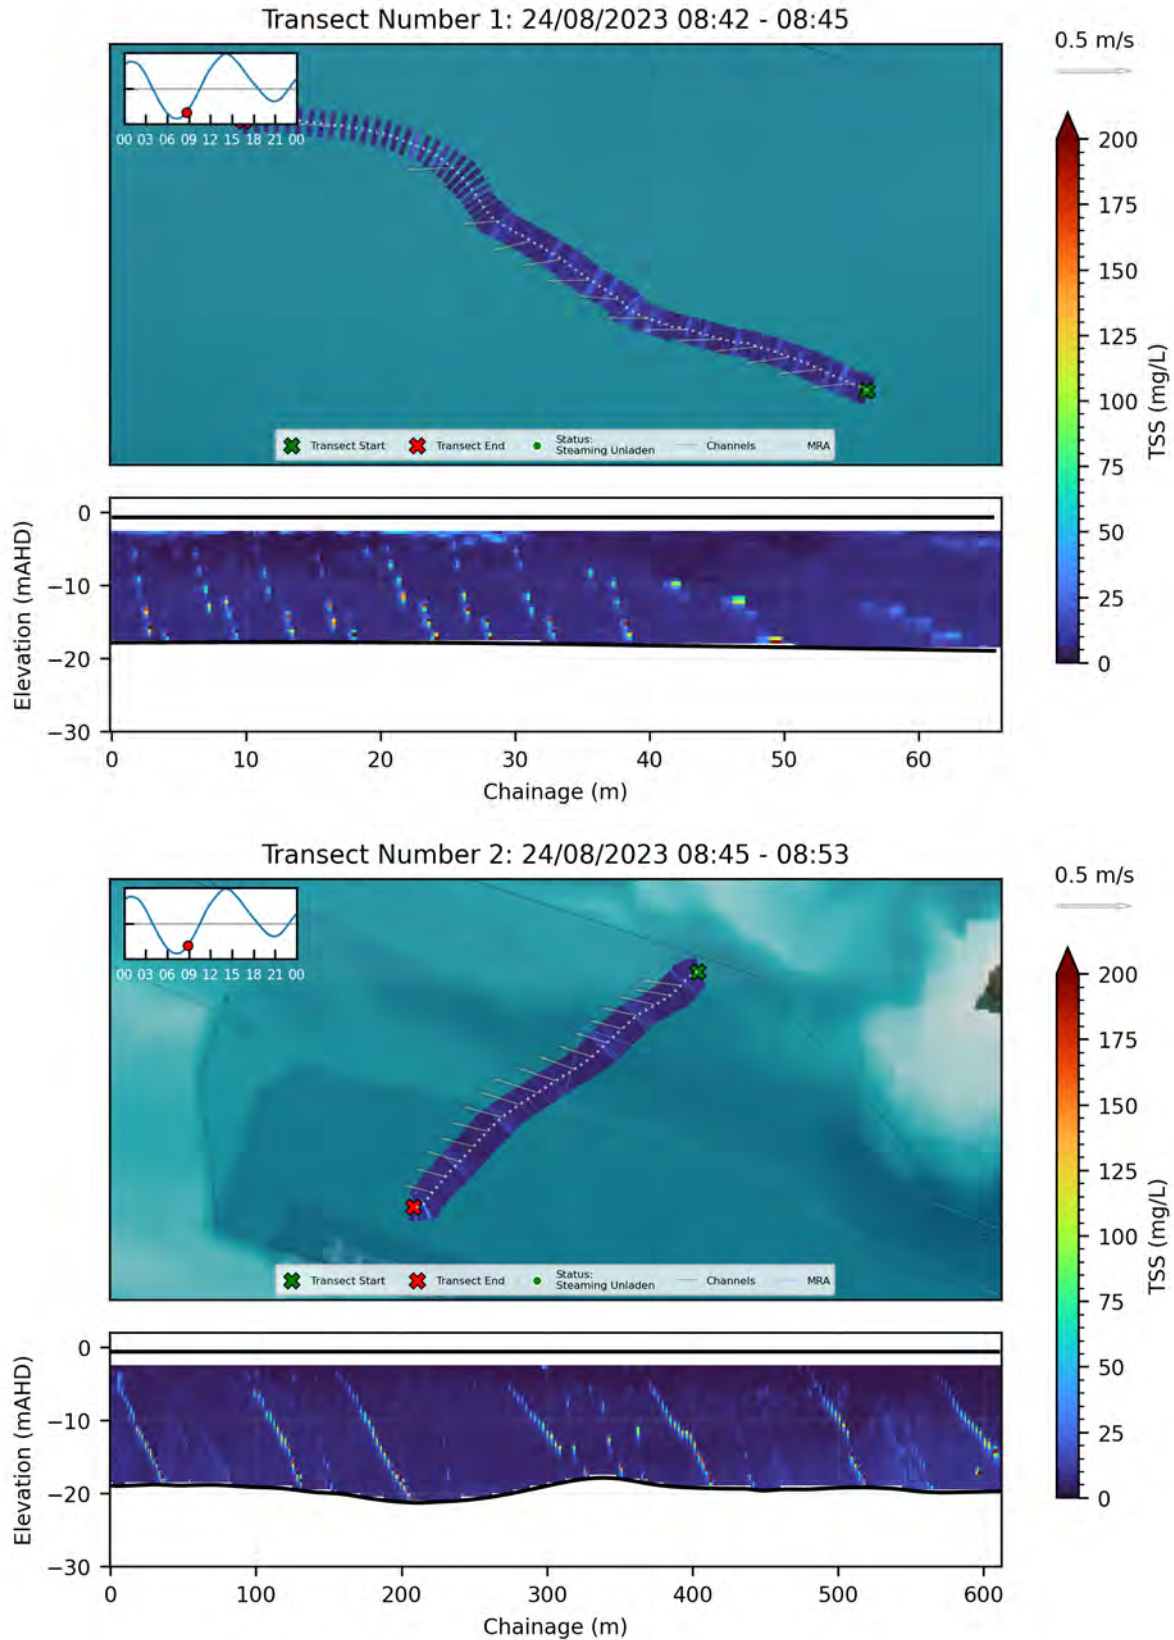 Transect Number 1: 24/08/2023 08:42 - 08:45
0.5 m/s
00 03 06 09 12 15 18 21 00
200
175
150
125
100
75
50
25
0
TSS (mg/L)
Transect Start
Transect End
Status:
Steaming Unladen
Channels
MRA
Elevation (mAHD)
0
−10
−20
−30
0 10 20 30 40 50 60
Chainage (m)
Transect Number 2: 24/08/2023 08:45 - 08:53
0.5 m/s
00 03 06 09 12 15 18 21 00
200
175
150
125
100
75
50
25
0
TSS (mg/L)
Transect Start
Transect End
Status:
Steaming Unladen
Channels
MRA
Elevation (mAHD)
0
−10
−20
−30
0 100 200 300 400 500 600
Chainage (m)